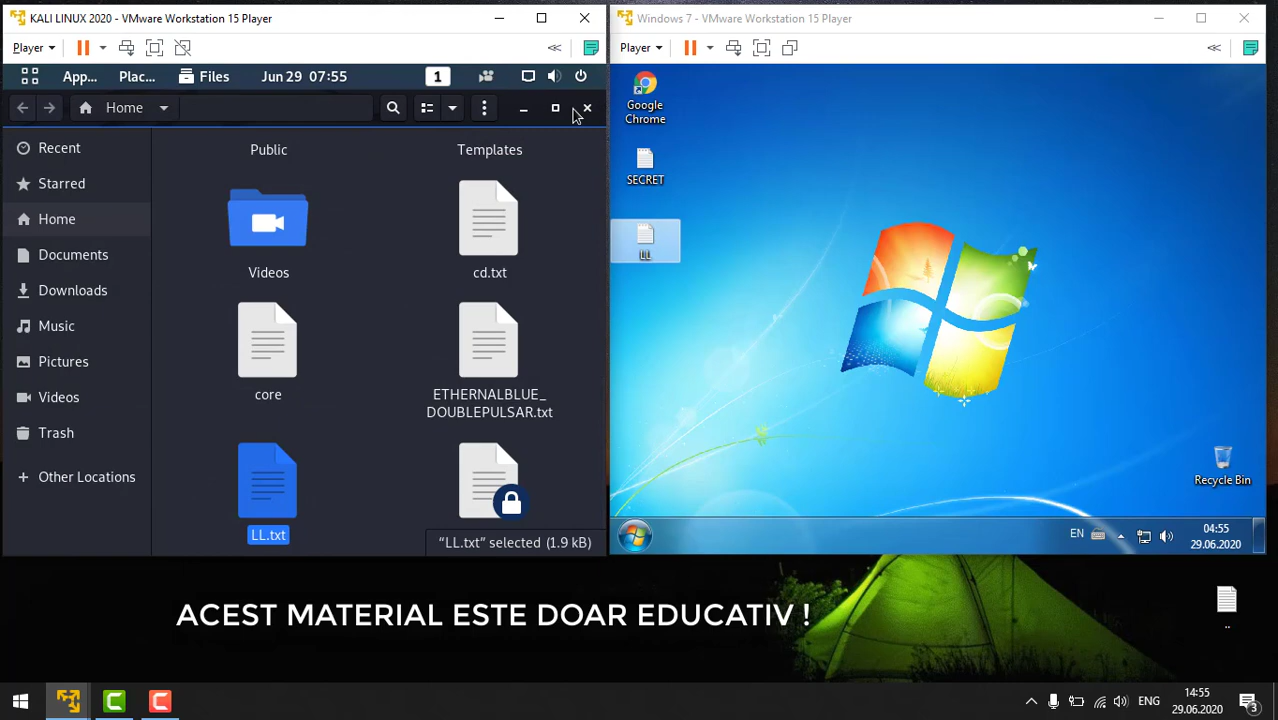 KALI LINUX 2020 - VMware Workstation 15 Player
Player
App... Plac... Files Jun 29 07:55 1
Home
Recent
Starred
Home
Documents
Downloads
Music
Pictures
Videos
Trash
Other Locations
Public Templates
Videos cd.txt
core ETHERNALBLUE_
DOUBLEPULSAR.txt
LL.txt
“LL.txt” selected (1.9 kB)
Windows 7 - VMware Workstation 15 Player
Player
Google
Chrome
SECRET
LL
Recycle Bin
EN 04:55
29.06.2020
ACEST MATERIAL ESTE DOAR EDUCATIV !
..
ENG 14:55
29.06.2020
3